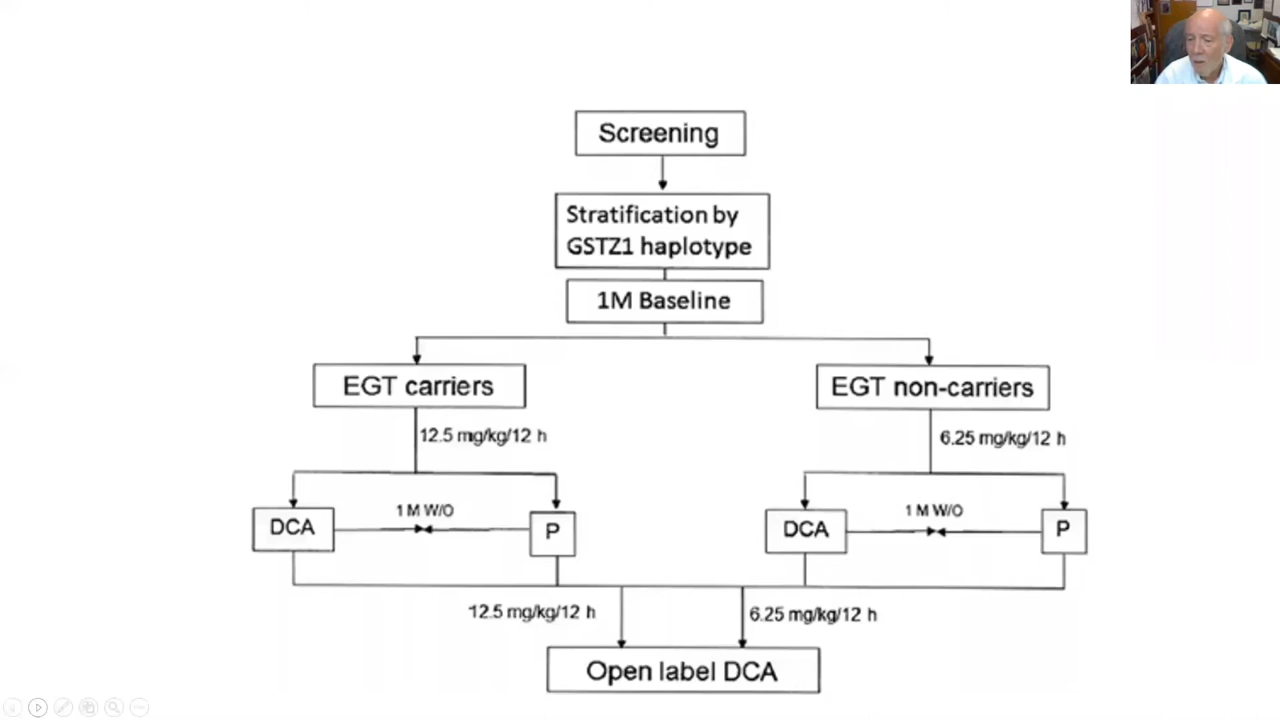 Screening
Stratification by
GSTZ1 haplotype
1M Baseline
EGT carriers
EGT non-carriers
12.5 mg/kg/12 h
6.25 mg/kg/12 h
DCA
1 M W/O
P
DCA
1 M W/O
P
12.5 mg/kg/12 h
6.25 mg/kg/12 h
Open label DCA